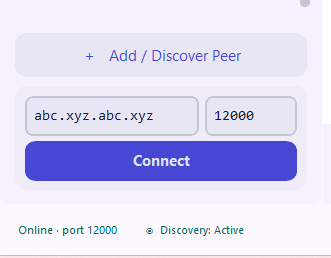 + Add / Discover Peer
abc.xyz.abc.xyz 12000
Connect
Online · port 12000 ⦿ Discovery: Active